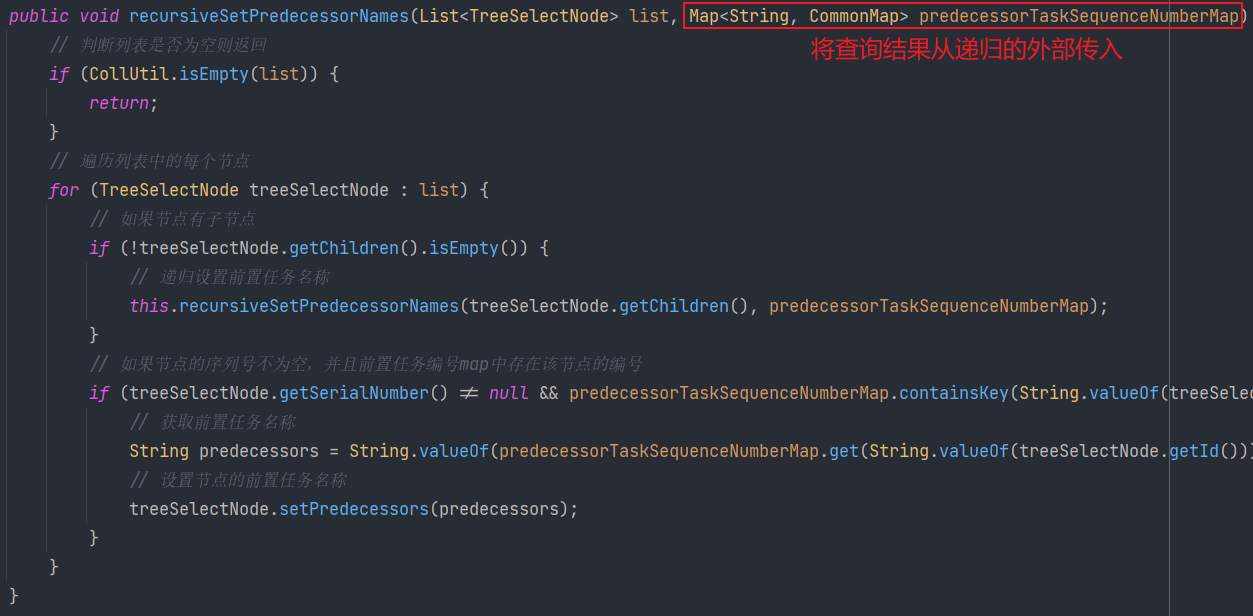 public void recursiveSetPredecessorNames(List<TreeSelectNode> list, Map<String, CommonMap> predecessorTaskSequenceNumberMap)
将查询结果从递归的外部传入
// 判断列表是否为空则返回
if (CollUtil.isEmpty(list)) {
return;
}
// 遍历列表中的每个节点
for (TreeSelectNode treeSelectNode : list) {
// 如果节点有子节点
if (!treeSelectNode.getChildren().isEmpty()) {
// 递归设置前置任务名称
this.recursiveSetPredecessorNames(treeSelectNode.getChildren(), predecessorTaskSequenceNumberMap);
}
// 如果节点的序列号不为空，并且前置任务编号map中存在该节点的编号
if (treeSelectNode.getSerialNumber() ≠ null && predecessorTaskSequenceNumberMap.containsKey(String.valueOf(treeSelec
// 获取前置任务名称
String predecessors = String.valueOf(predecessorTaskSequenceNumberMap.get(String.valueOf(treeSelectNode.getId()))
// 设置节点的前置任务名称
treeSelectNode.setPredecessors(predecessors);
}
}
}